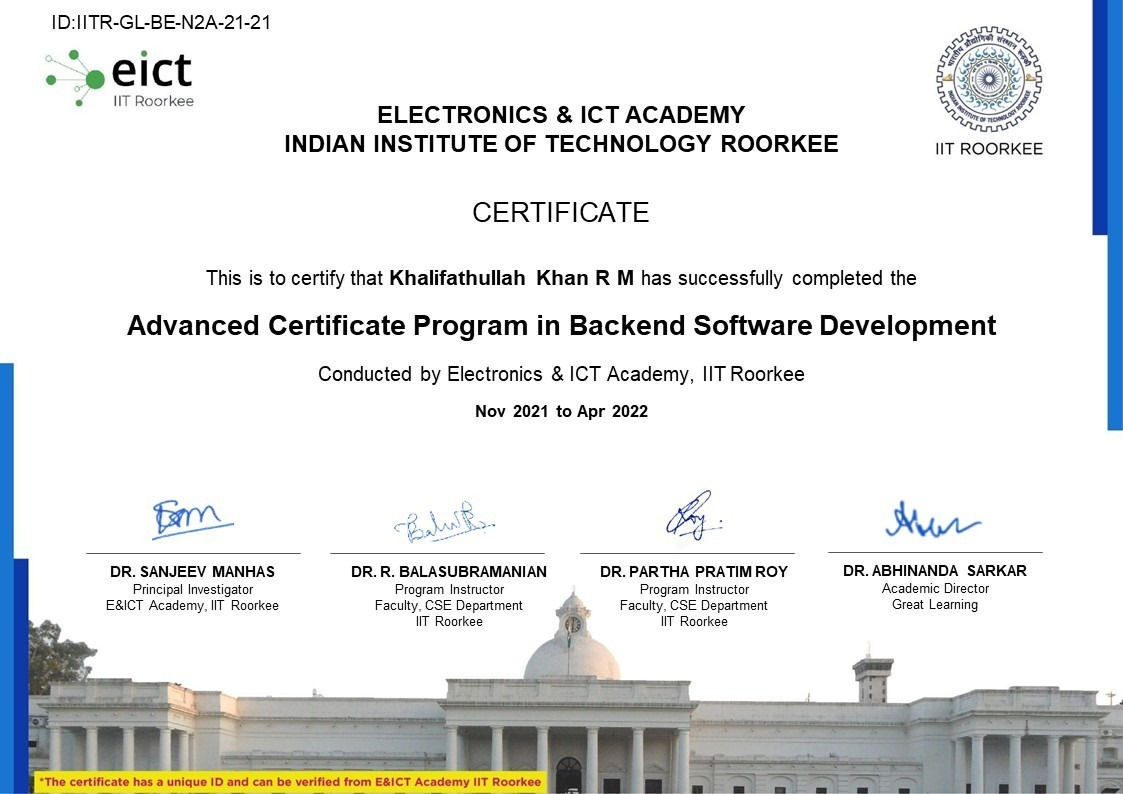 ID:IITR-GL-BE-N2A-21-21
eict
IIT Roorkee
IIT ROORKEE
ELECTRONICS & ICT ACADEMY
INDIAN INSTITUTE OF TECHNOLOGY ROORKEE
CERTIFICATE
This is to certify that Khalifathullah Khan R M has successfully completed the
Advanced Certificate Program in Backend Software Development
Conducted by Electronics & ICT Academy, IIT Roorkee
Nov 2021 to Apr 2022
DR. SANJEEV MANHAS
Principal Investigator
E&ICT Academy, IIT Roorkee
DR. R. BALASUBRAMANIAN
Program Instructor
Faculty, CSE Department
IIT Roorkee
DR. PARTHA PRATIM ROY
Program Instructor
Faculty, CSE Department
IIT Roorkee
DR. ABHINANDA SARKAR
Academic Director
Great Learning
*The certificate has a unique ID and can be verified from E&ICT Academy IIT Roorkee